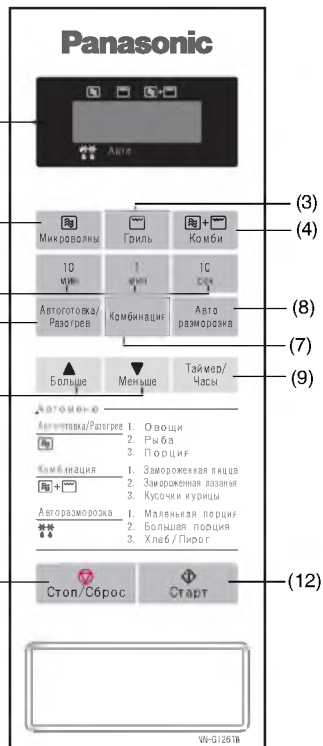 Panasonic
Авто
(3)
(4)
Микроволны Гриль Комби
10 1 10
мин мин сек
(8)
Автоготовка/ Комбинация Авто
Разогрев разморозка
(7)
Больше Меньше Таймер/
Часы
(9)
Автоменю
Автоготовка/Разогрев 1. Овощи
2. Рыба
3. Порция
Комбинация 1. Замороженная пицца
2. Замороженная лазанья
3. Кусочки курицы
Авторазморозка 1. Маленькая порция
2. Большая порция
3. Хлеб/Пирог
Стоп/Сброс Старт
(12)